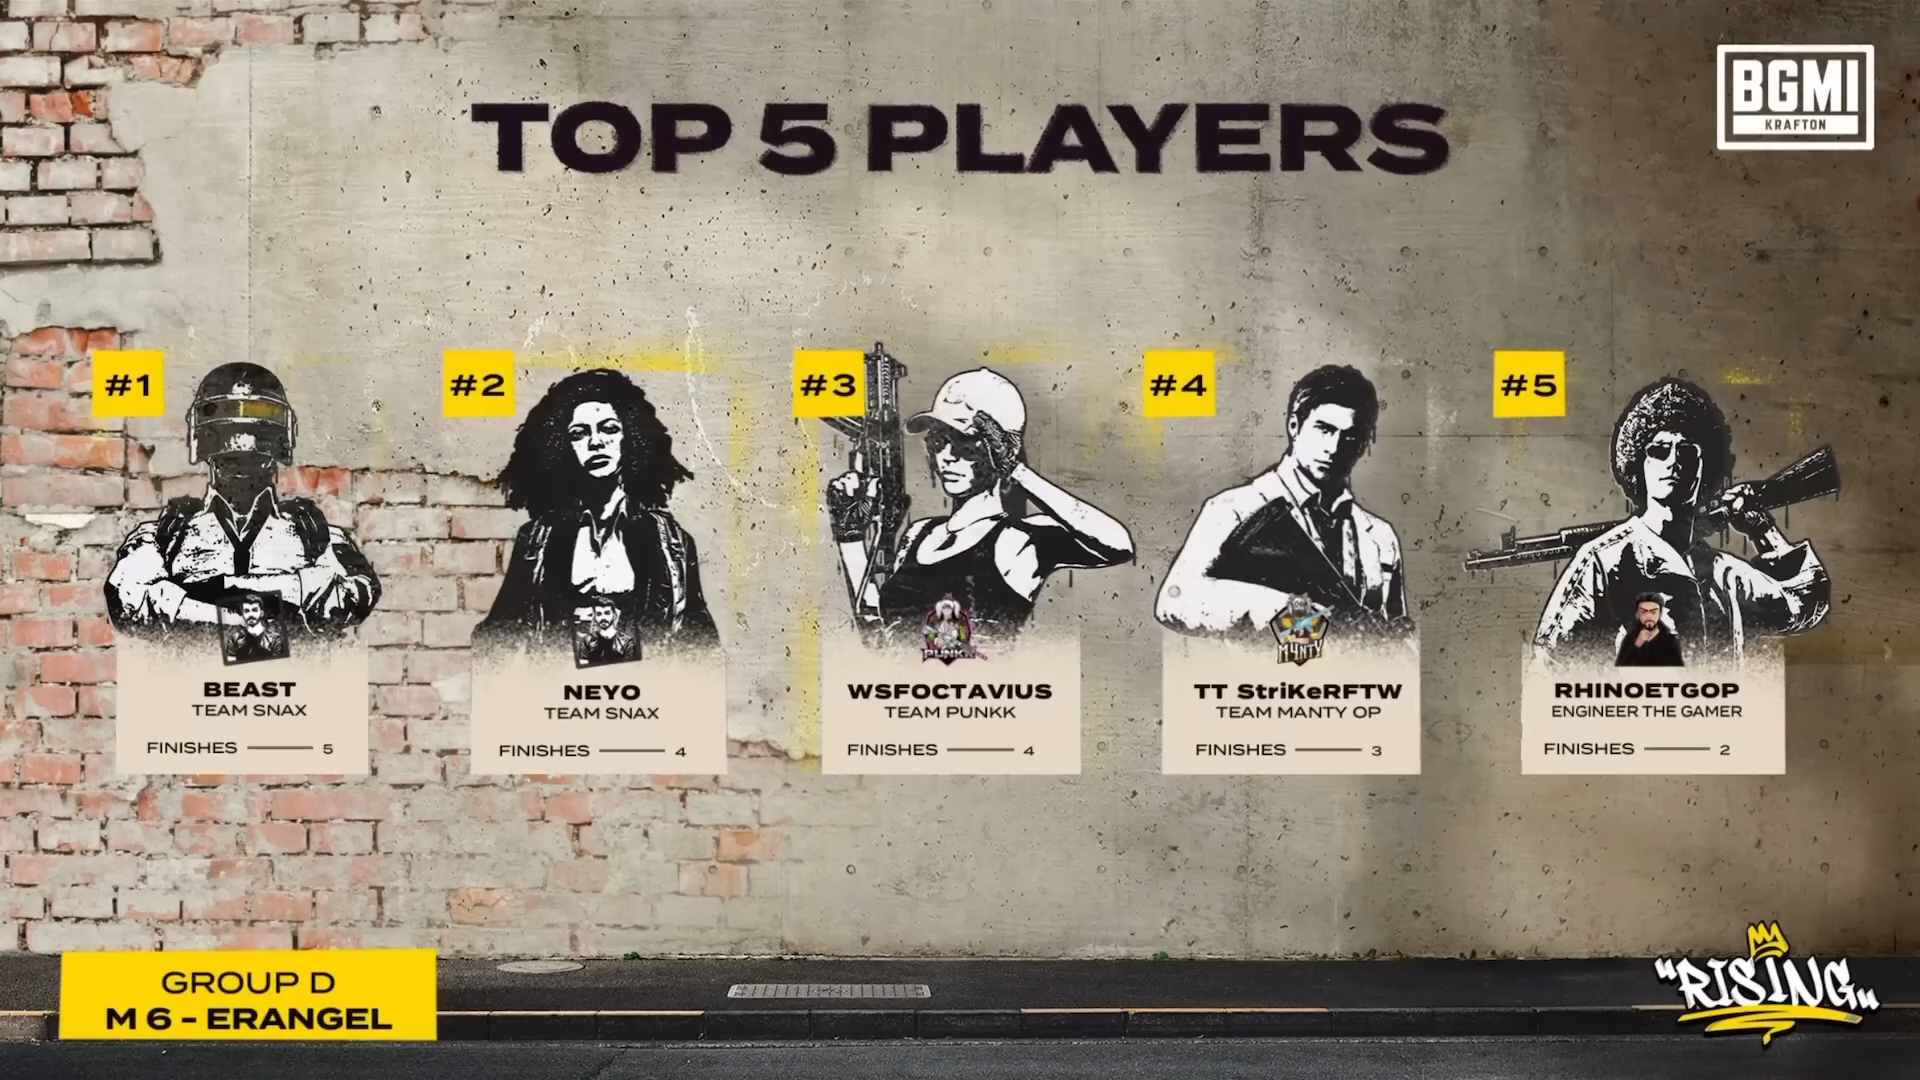 BGMI
KRAFTON
TOP 5 PLAYERS
#1
BEAST
TEAM SNAX
FINISHES 5
#2
NEYO
TEAM SNAX
FINISHES 4
#3
PUNKK
WSFOCTAVIUS
TEAM PUNKK
FINISHES 4
#4
M4NTY
TT StriKeRFTW
TEAM MANTY OP
FINISHES 3
#5
RHINOETGOP
ENGINEER THE GAMER
FINISHES 2
GROUP D
M 6 - ERANGEL
"RISING"